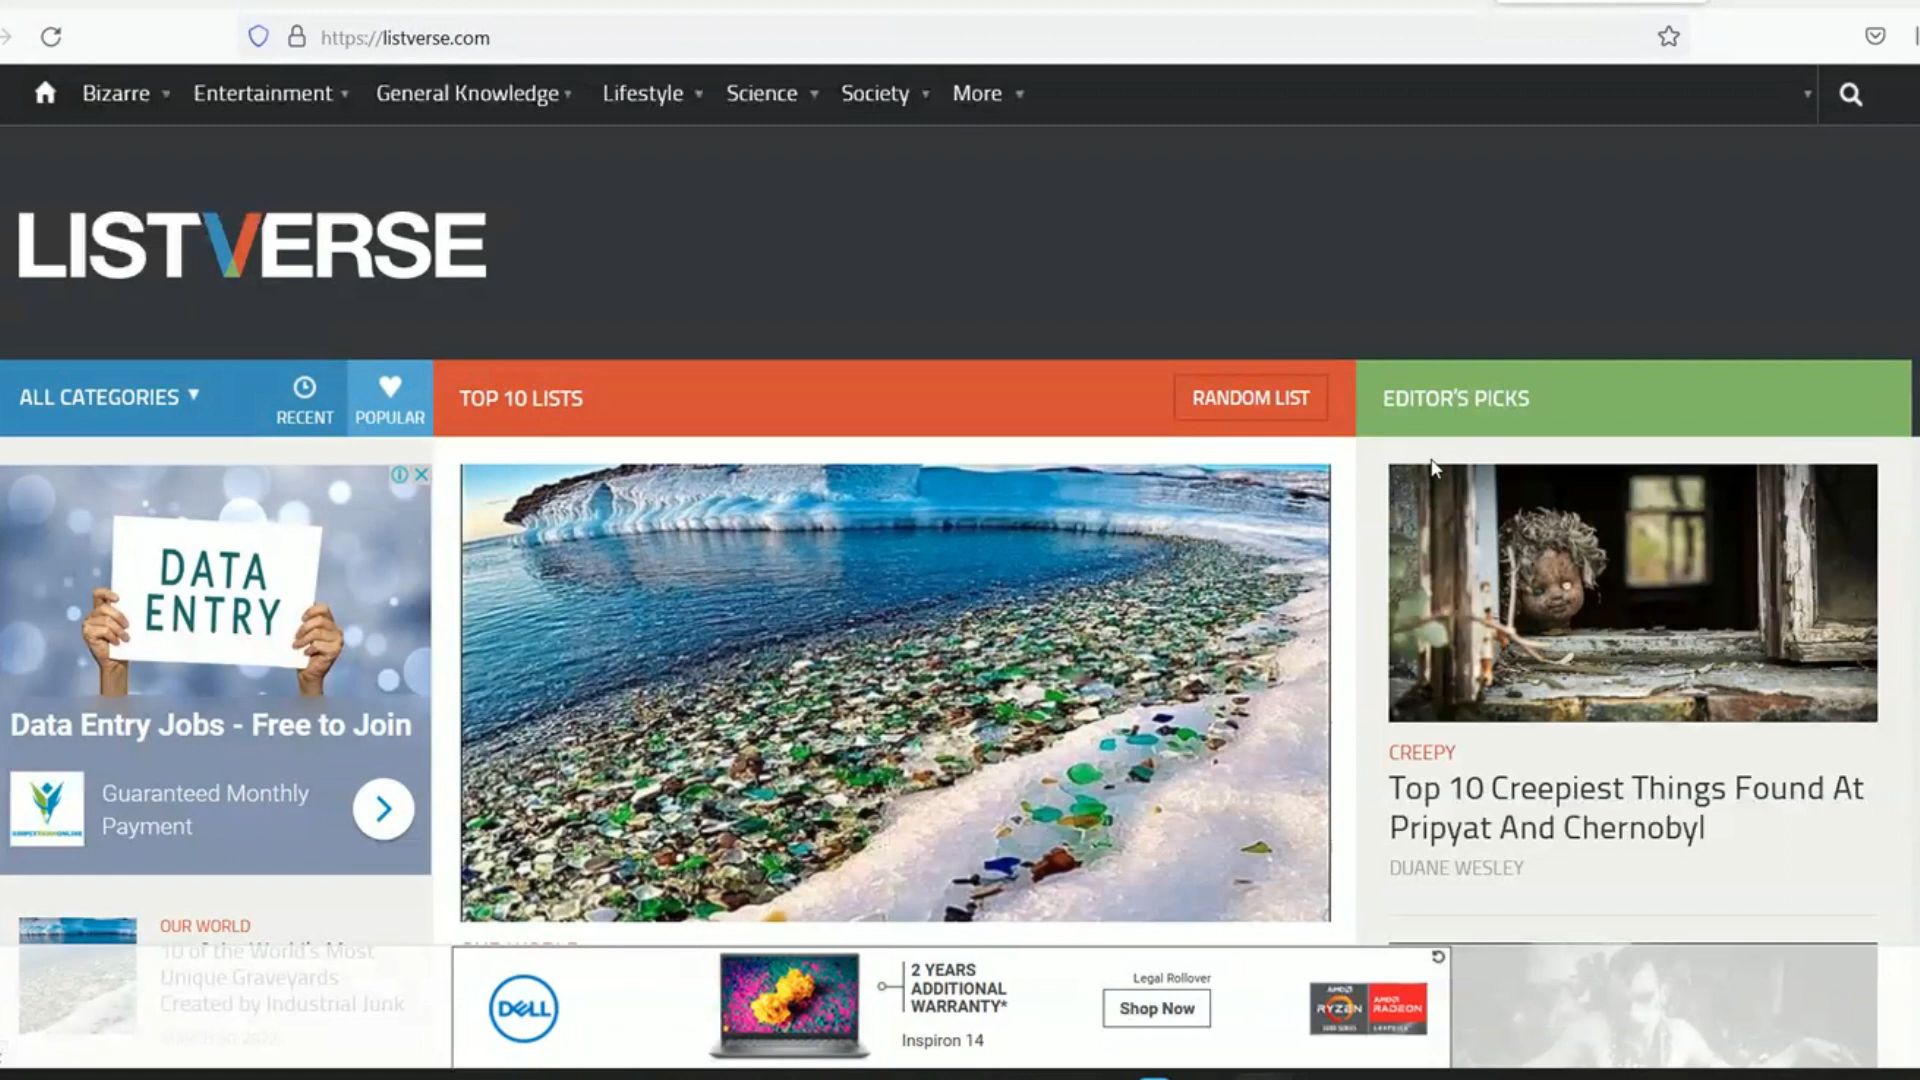 https://listverse.com
Bizarre Entertainment General Knowledge Lifestyle Science Society More
LISTVERSE
ALL CATEGORIES
RECENT
POPULAR
TOP 10 LISTS
RANDOM LIST
EDITOR'S PICKS
DATA
ENTRY
Data Entry Jobs - Free to Join
Guaranteed Monthly
Payment
OUR WORLD
10 of the World's Most
Unique Graveyards
Created by Industrial Junk
CREEPY
Top 10 Creepiest Things Found At
Pripyat And Chernobyl
DUANE WESLEY
DELL
2 YEARS
ADDITIONAL
WARRANTY*
Inspiron 14
Legal Rollover
Shop Now
AMD
RYZEN
AMD
RADEON